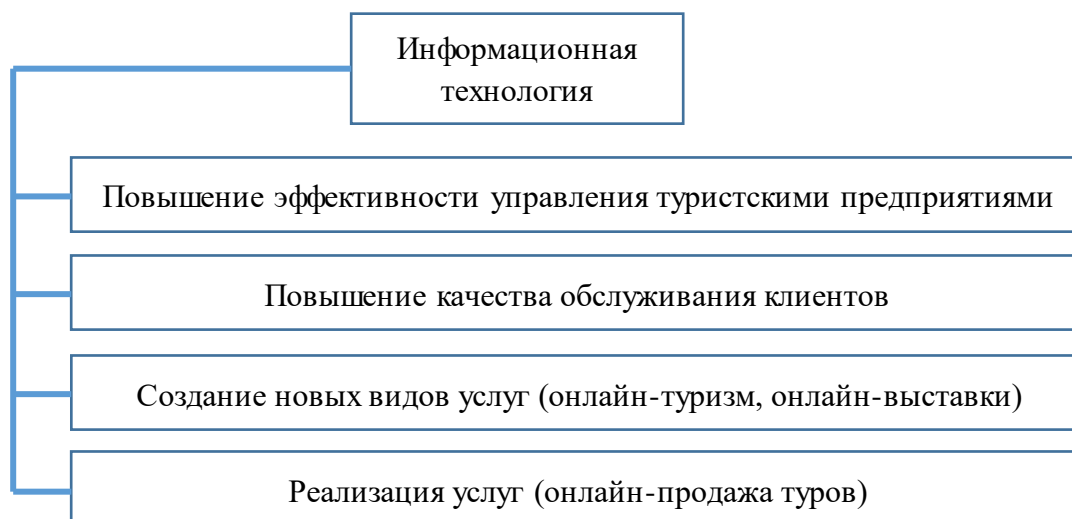 Информационная
технология
Повышение эффективности управления туристскими предприятиями
Повышение качества обслуживания клиентов
Создание новых видов услуг (онлайн-туризм, онлайн-выставки)
Реализация услуг (онлайн-продажа туров)